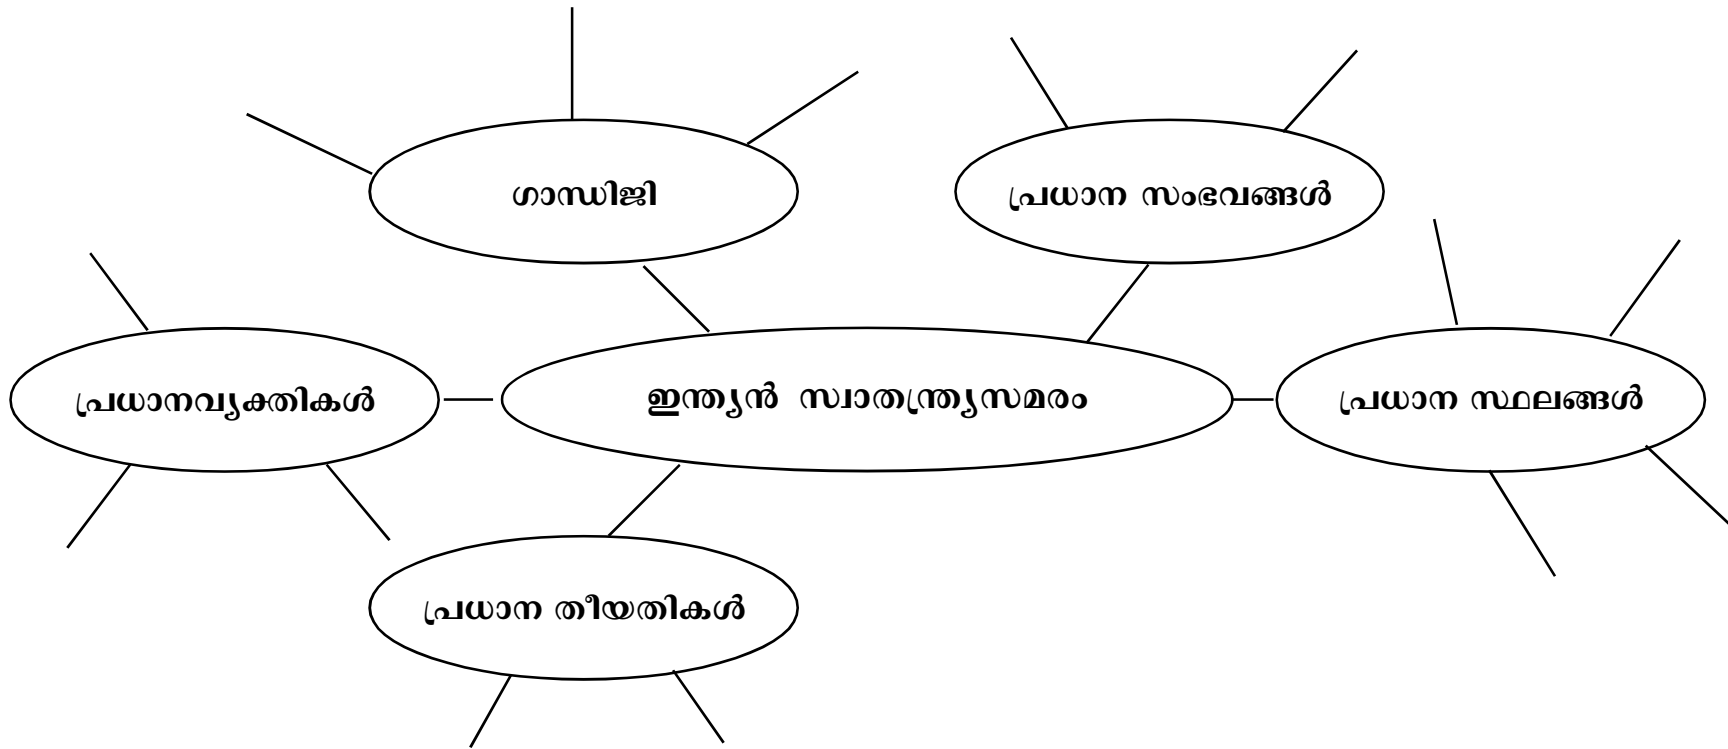 ഗാന്ധിജി
പ്രധാന സംഭവങ്ങൾ
പ്രധാനവ്യക്തികൾ
ഇന്ത്യൻ സ്വാതന്ത്ര്യസമരം
പ്രധാന സ്ഥലങ്ങൾ
പ്രധാന തീയതികൾ